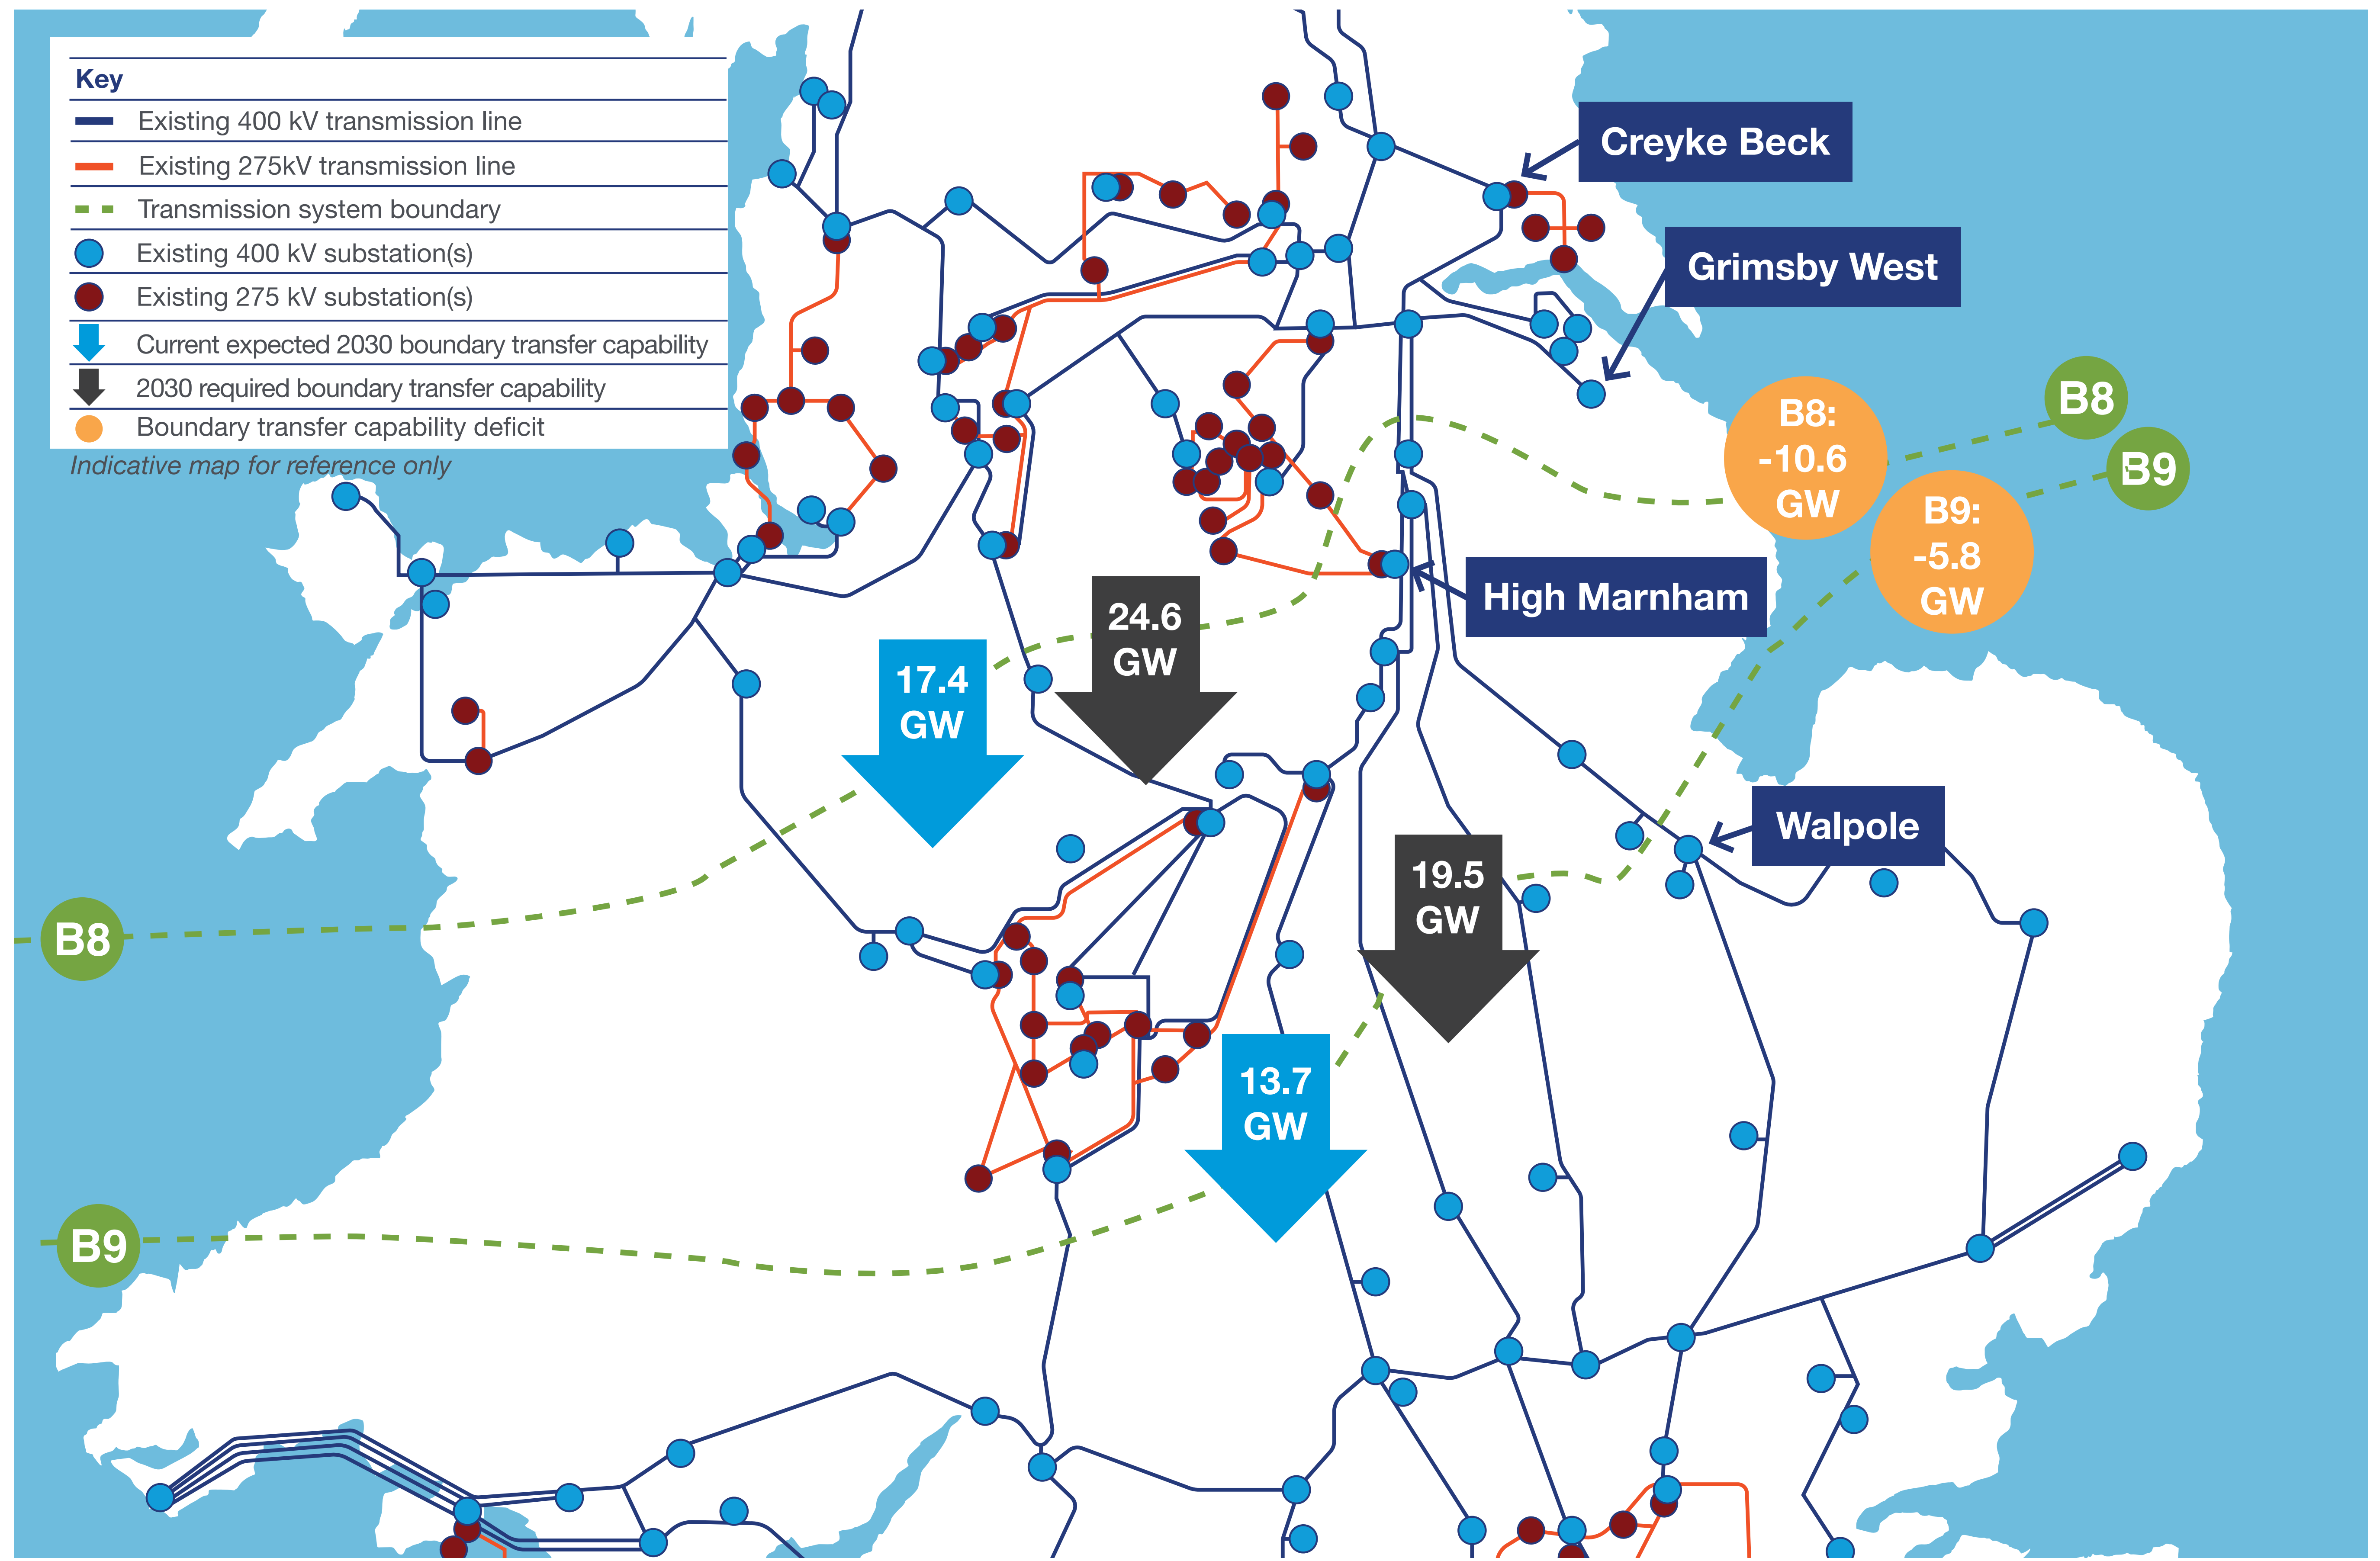 Key
Existing 400 kV transmission line
Existing 275kV transmission line
Transmission system boundary
Existing 400 kV substation(s)
Existing 275 kV substation(s)
Current expected 2030 boundary transfer capability
2030 required boundary transfer capability
Boundary transfer capability deficit
Indicative map for reference only
Creyke Beck
Grimsby West
B8:
-10.6
GW
B8
B9
B9:
-5.8
GW
High Marnham
24.6
GW
17.4
GW
Walpole
19.5
GW
B8
13.7
GW
B9